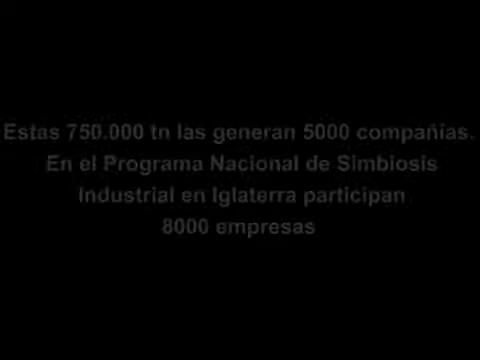 Estas 750.000 tn las generan 5000 compañías.
En el Programa Nacional de Simbiosis
Industrial en Iglaterra participan
8000 empresas